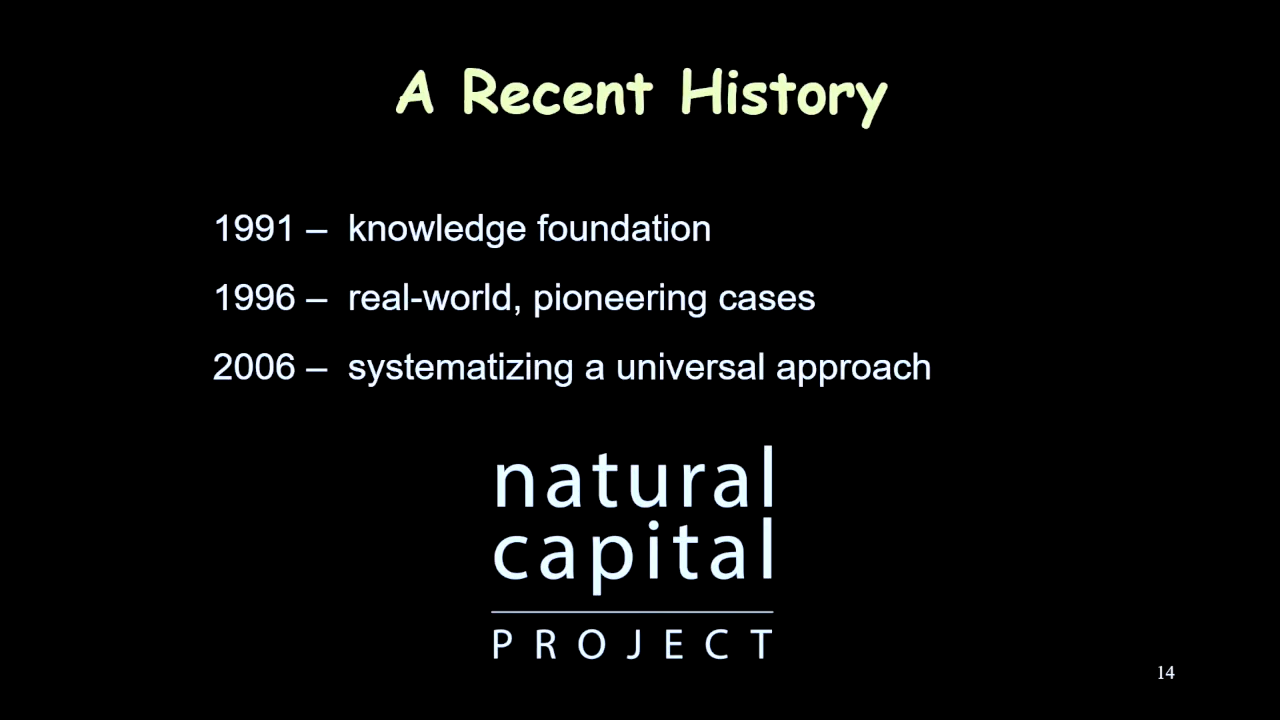 A Recent History
1991 – knowledge foundation
1996 – real-world, pioneering cases
2006 – systematizing a universal approach
natural
capital
PROJECT
14